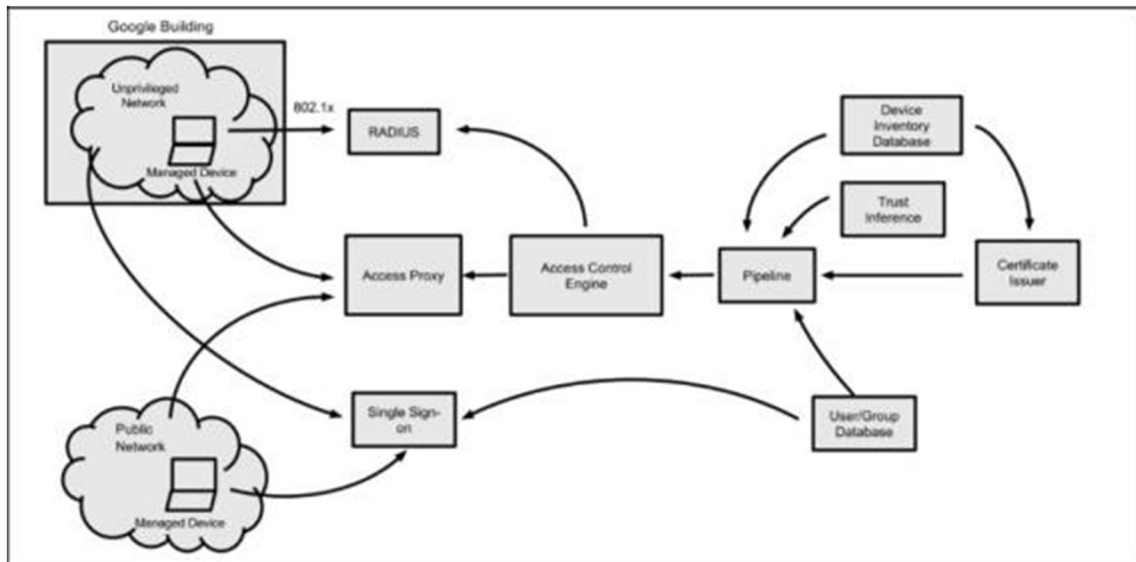 Google Building
Unprivileged
Network
802.1x
Managed Device
RADIUS
Device
Inventory
Database
Trust
Inference
Access Proxy
Access Control
Engine
Pipeline
Certificate
Issuer
Public
Network
Managed Device
Single Sign-
on
User/Group
Database